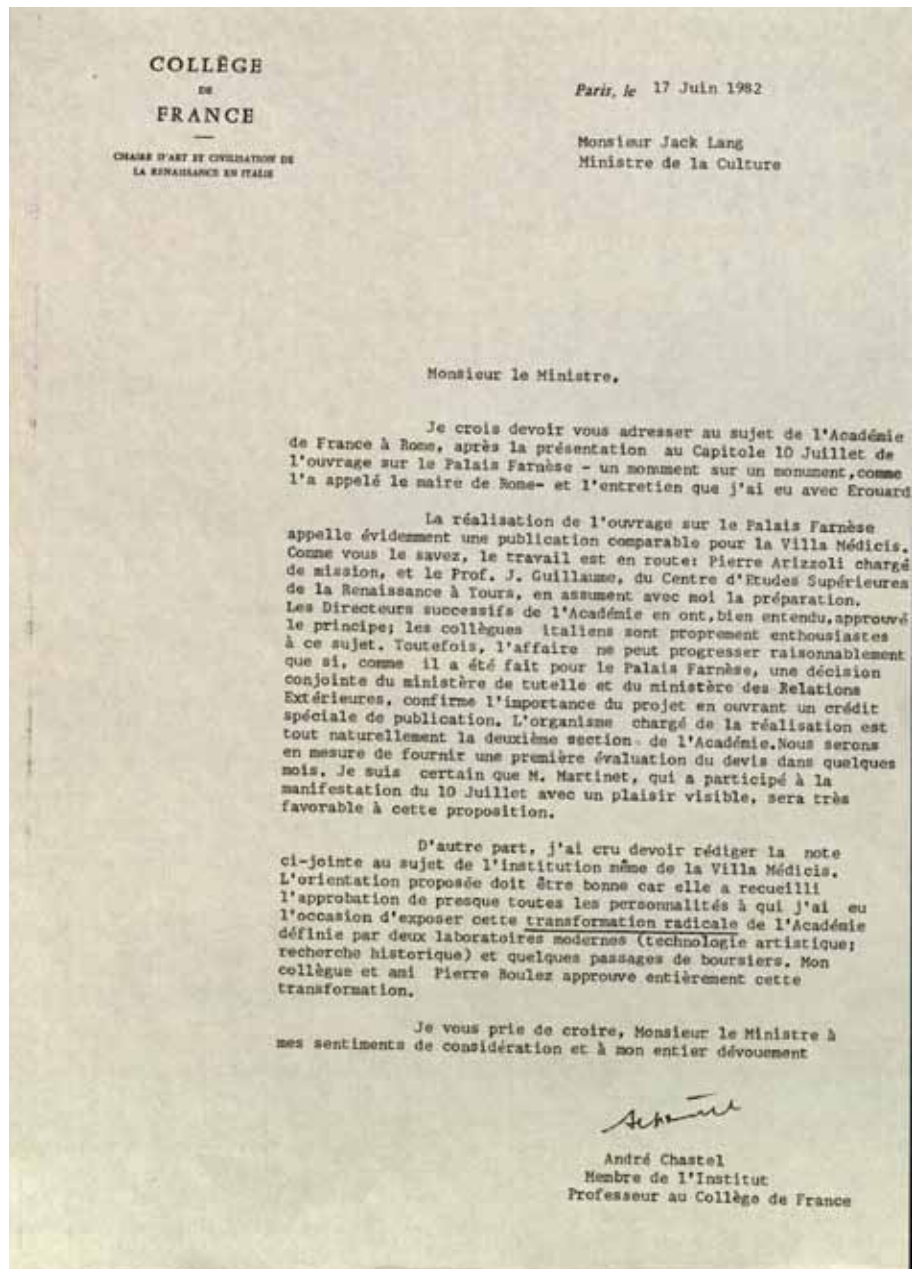 COLLÈGE
DE
FRANCE
CHAIRE D'ART ET CIVILISATION DE
LA RENAISSANCE EN ITALIE
Paris, le 17 Juin 1982
Monsieur Jack Lang
Ministre de la Culture
Monsieur le Ministre,
Je crois devoir vous adresser au sujet de l'Académie
de France à Rome, après la présentation au Capitole 10 Juillet de
l'ouvrage sur le Palais Farnèse - un monument sur un monument,comme
l'a appelé le maire de Rome- et l'entretien que j'ai eu avec Erouard
La réalisation de l'ouvrage sur le Palais Farnèse
appelle évidemment une publication comparable pour la Villa Médicis.
Comme vous le savez, le travail est en route: Pierre Arizzoli chargé
de mission, et le Prof. J. Guillaume, du Centre d'Etudes Supérieures
de la Renaissance à Tours, en assument avec moi la préparation.
Les Directeurs successifs de l'Académie en ont,bien entendu,approuvé
le principe; les collègues italiens sont proprement enthousiastes
à ce sujet. Toutefois, l'affaire ne peut progresser raisonnablement
que si, comme il a été fait pour le Palais Farnèse, une décision
conjointe du ministère de tutelle et du ministère des Relations
Extérieures, confirme l'importance du projet en ouvrant un crédit
spéciale de publication. L'organisme chargé de la réalisation est
tout naturellement la deuxième section de l'Académie.Nous serons
en mesure de fournir une première évaluation du devis dans quelques
mois. Je suis certain que M. Martinet, qui a participé à la
manifestation du 10 Juillet avec un plaisir visible, sera très
favorable à cette proposition.
D'autre part, j'ai cru devoir rédiger la note
ci-jointe au sujet de l'institution même de la Villa Médicis.
L'orientation proposée doit être bonne car elle a recueilli
l'approbation de presque toutes les personnalités à qui j'ai eu
l'occasion d'exposer cette transformation radicale de l'Académie
définie par deux laboratoires modernes (technologie artistique;
recherche historique) et quelques passages de boursiers. Mon
collègue et ami Pierre Boulez approuve entièrement cette
transformation.
Je vous prie de croire, Monsieur le Ministre à
mes sentiments de considération et à mon entier dévouement
André Chastel
Membre de l'Institut
Professeur au Collège de France